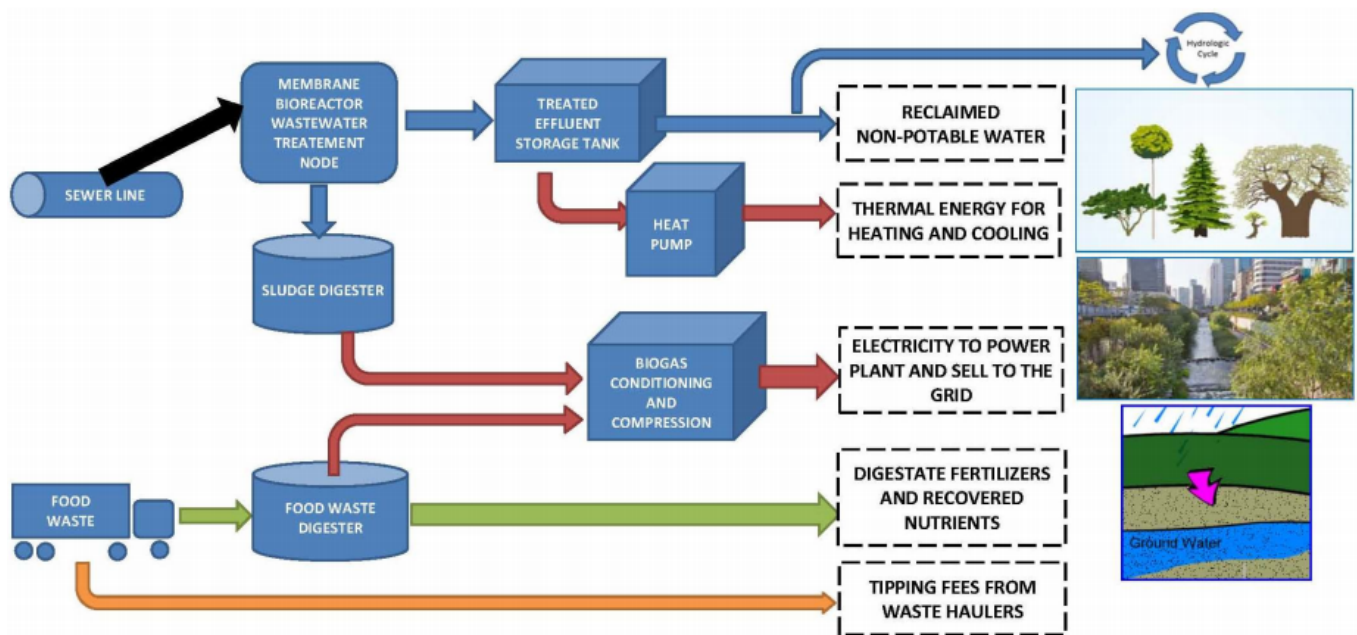 Hydrologic
Cycle
MEMBRANE
BIOREACTOR
WASTEWATER
TREATEMENT
NODE
TREATED
EFFLUENT
STORAGE TANK
RECLAIMED
NON-POTABLE WATER
SEWER LINE
HEAT
PUMP
THERMAL ENERGY FOR
HEATING AND COOLING
SLUDGE DIGESTER
BIOGAS
CONDITIONING
AND
COMPRESSION
ELECTRICITY TO POWER
PLANT AND SELL TO THE
GRID
FOOD
WASTE
FOOD WASTE
DIGESTER
DIGESTATE FERTILIZERS
AND RECOVERED
NUTRIENTS
Ground Water
TIPPING FEES FROM
WASTE HAULERS